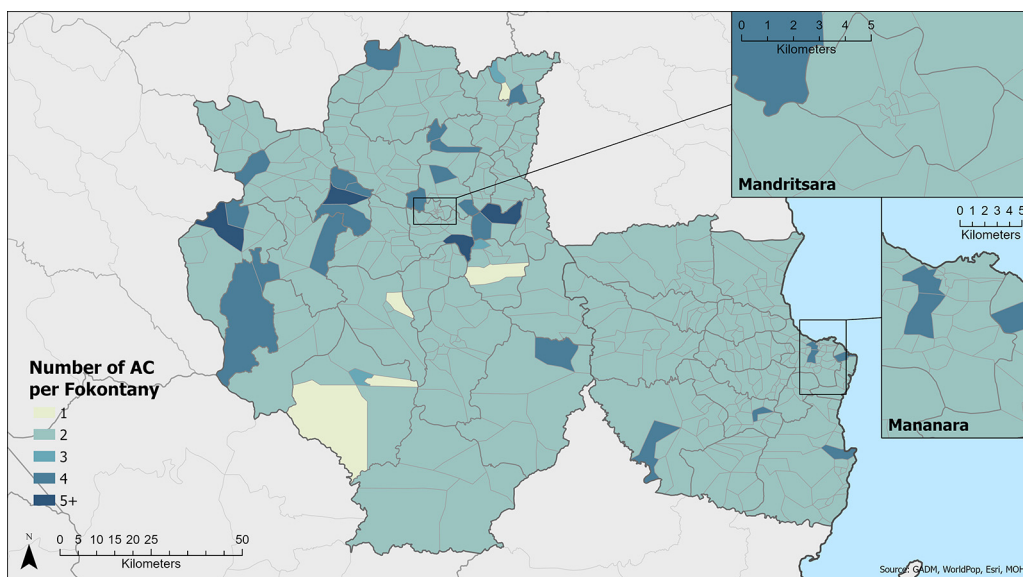 0 1 2 3 4 5
Kilometers
Mandritsara
0 1 2 3 4 5
Kilometers
Mananara
Number of AC
per Fokontany
1
2
3
4
5+
N
0 5 10 15 20 25 50
Kilometers
Source: GADM, WorldPop, Esri, MOH